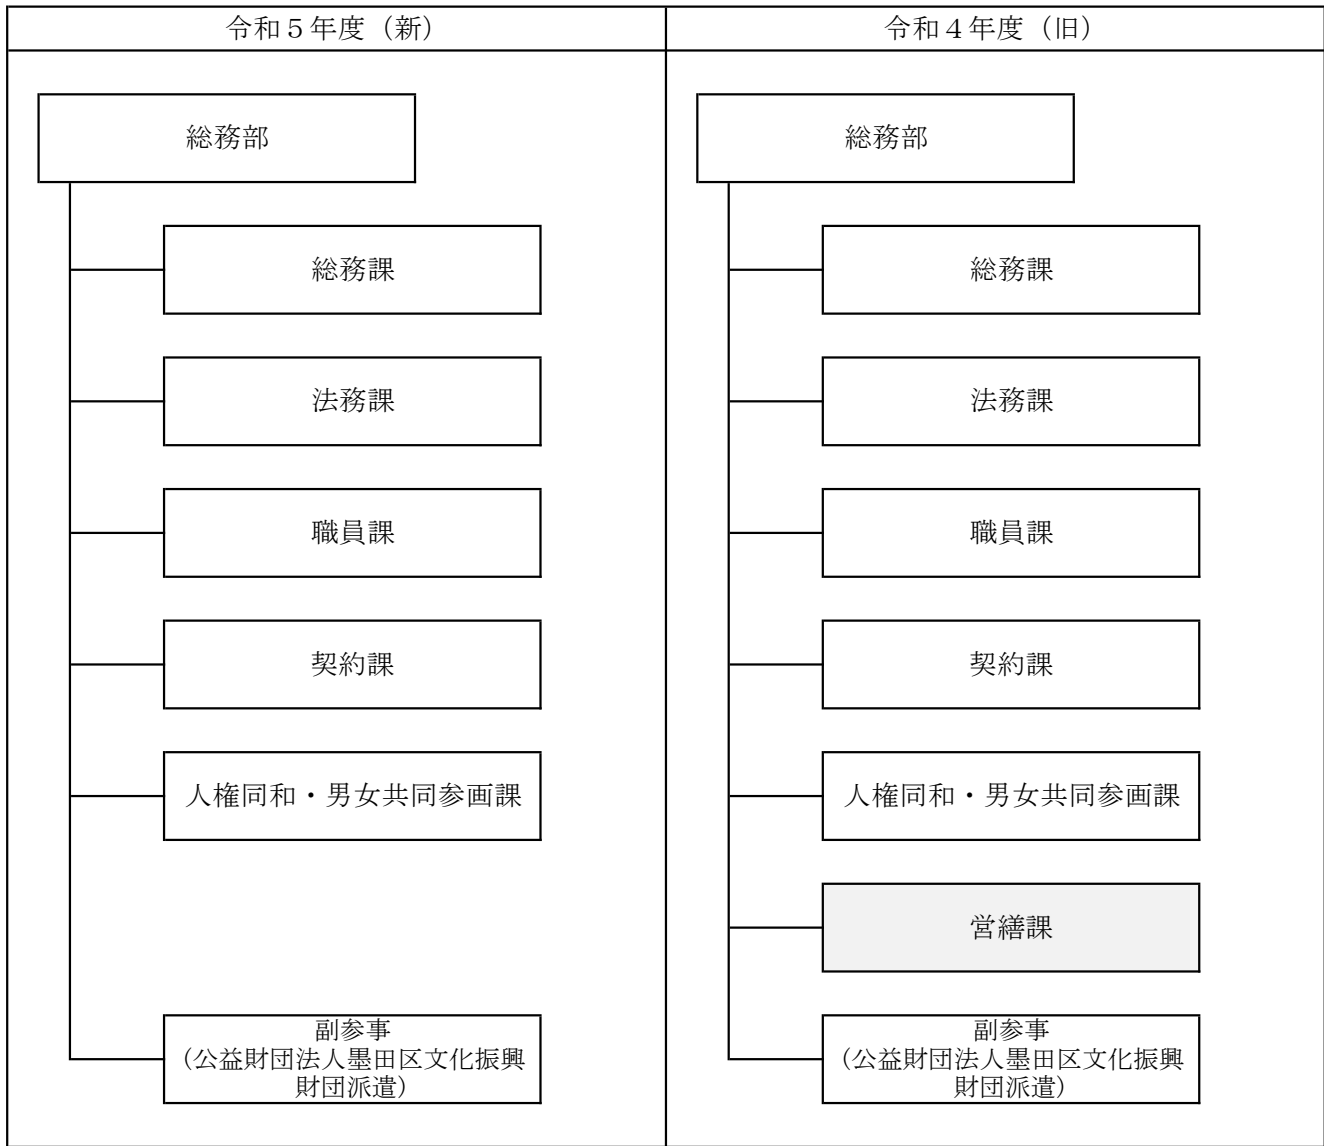 令和５年度（新）
総務部
総務課
法務課
職員課
契約課
人権同和・男女共同参画課
副参事
（公益財団法人墨田区文化振興
財団派遣）
令和４年度（旧）
総務部
総務課
法務課
職員課
契約課
人権同和・男女共同参画課
営繕課
副参事
（公益財団法人墨田区文化振興
財団派遣）